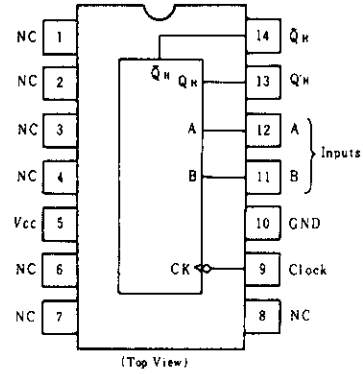 NC 1 14 Q̄H
Q̄H
NC 2 QH 13 QH
NC 3 A 12 A
Inputs
NC 4 B 11 B
Vcc 5 10 GND
NC 6 CK 9 Clock
NC 7 8 NC
(Top View)